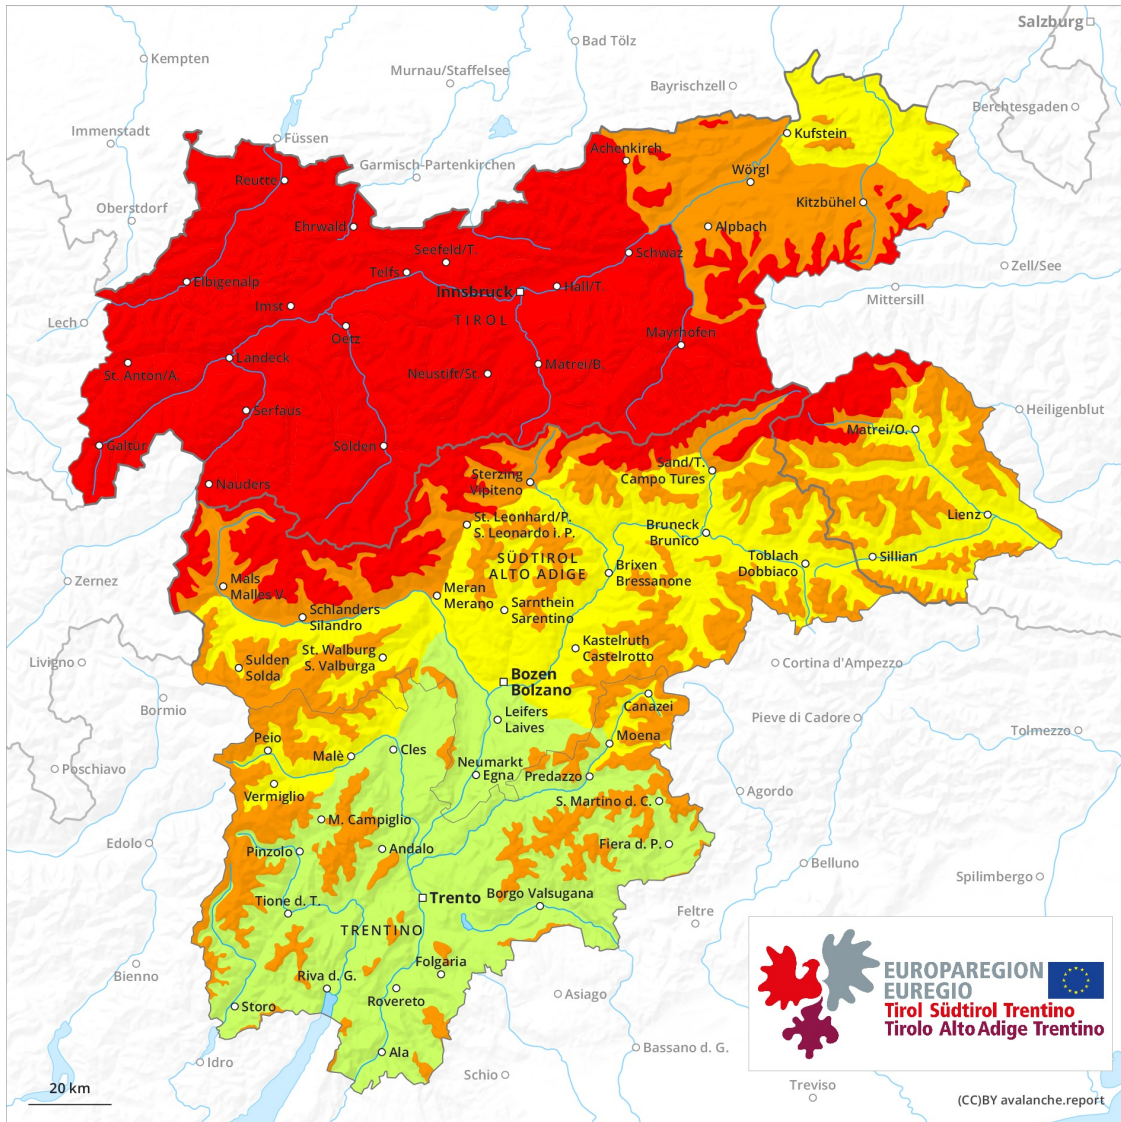 Salzburg
Bad Tölz
Kempten
Murnau/Staffelsee
Bayrischzell
Berchtesgaden
Immenstadt
Füssen
Kufstein
Achenkirch
Garmisch-Partenkirchen
Wörgl
Reutte
Oberstdorf
Kitzbühel
Ehrwald
Alpbach
Seefeld/T.
Schwaz
Zell/See
Telfs
Elbigenalp
Hall/T.
Innsbruck
Mittersill
Imst
TIROL
Lech
Mayrhofen
Oetz
Landeck
Matrei/B.
St. Anton/A.
Neustift/St.
Serfaus
Heiligenblut
Matrei/O.
Galtür
Sölden
Sand/T.
Campo Tures
Sterzing
Vipiteno
Nauders
Lienz
St. Leonhard/P.
S. Leonardo i. P.
Bruneck
Brunico
SÜDTIROL
ALTO ADIGE
Toblach
Dobbiaco
Sillian
Brixen
Bressanone
Zernez
Mals
Malles V.
Meran
Merano
Sarnthein
Sarentino
Schlanders
Silandro
Kastelruth
Castelrotto
St. Walburg
S. Valburga
Livigno
Sulden
Solda
Cortina d'Ampezzo
Bozen
Bolzano
Canazei
Bormio
Leifers
Laives
Pieve di Cadore
Tolmezzo
Moena
Peio
Cles
Malè
Neumarkt
Egna
Predazzo
Poschiavo
Vermiglio
Agordo
S. Martino d. C.
M. Campiglio
Edolo
Fiera d. P.
Pinzolo
Andalo
Belluno
Spilimbergo
Borgo Valsugana
Trento
Tione d. T.
Feltre
TRENTINO
Folgaria
Bienno
Riva d. G.
EUROPAREGION
EUREGIO
Tirol Südtirol Trentino
Tirolo Alto Adige Trentino
Asiago
Rovereto
Storo
Bassano d. G.
Ala
Idro
Schio
Treviso
20 km
(CC)BY avalanche.report